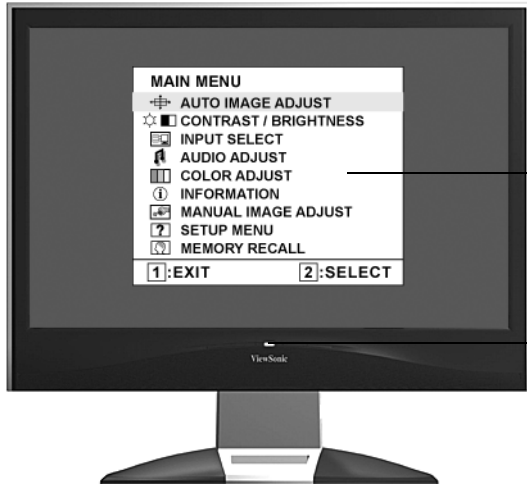 MAIN MENU
AUTO IMAGE ADJUST
CONTRAST / BRIGHTNESS
INPUT SELECT
AUDIO ADJUST
COLOR ADJUST
INFORMATION
MANUAL IMAGE ADJUST
SETUP MENU
MEMORY RECALL
1:EXIT 2:SELECT
ViewSonic